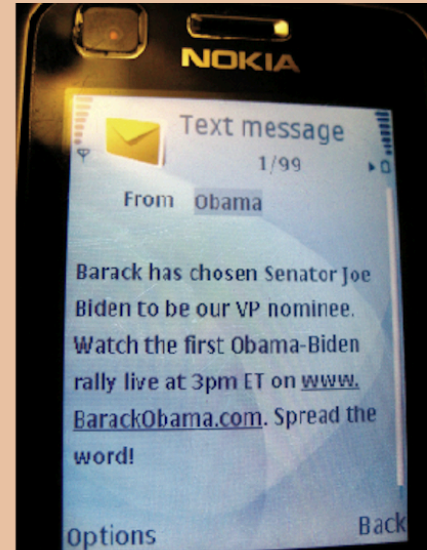 NOKIA
Text message
1/99
From Obama
Barack has chosen Senator Joe
Biden to be our VP nominee.
Watch the first Obama-Biden
rally live at 3pm ET on www.
BarackObama.com. Spread the
word!
Options Back